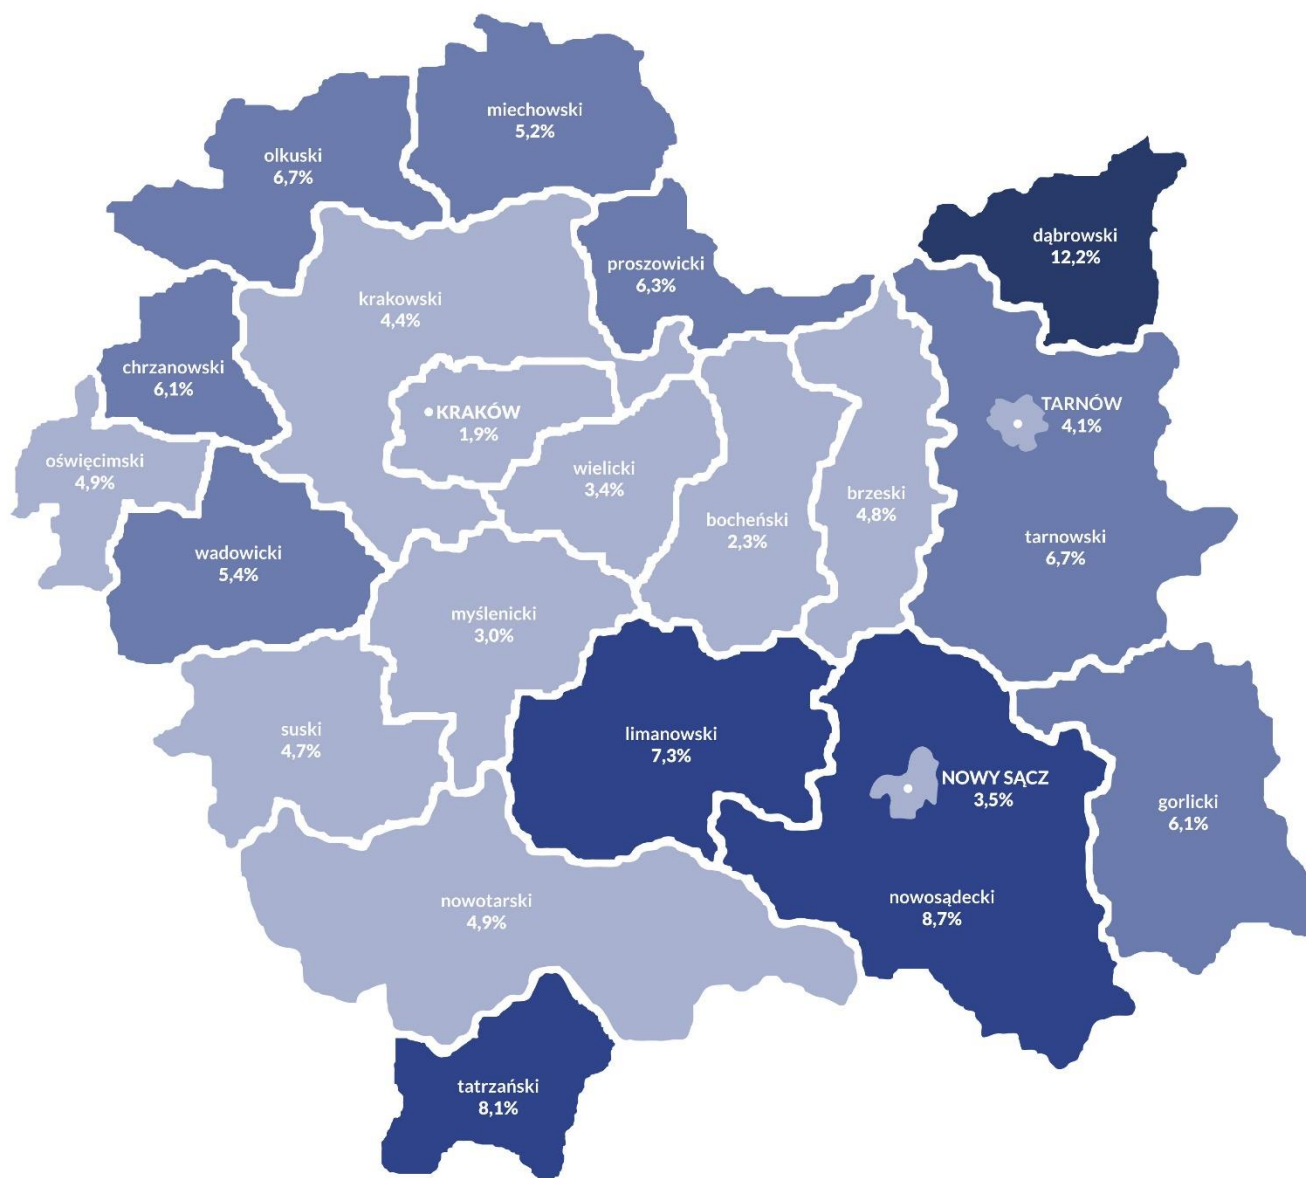 miechowski
5,2%
olkuski
6,7%
dąbrowski
12,2%
proszowicki
6,3%
krakowski
4,4%
chrzanowski
6,1%
KRAKÓW
1,9%
TARNÓW
4,1%
oświęcimski
4,9%
wielicki
3,4%
brzeski
4,8%
bocheński
2,3%
tarnowski
6,7%
wadowicki
5,4%
myślenicki
3,0%
suski
4,7%
limanowski
7,3%
NOWY SĄCZ
3,5%
gorlicki
6,1%
nowotarski
4,9%
nowosądecki
8,7%
tatrzański
8,1%